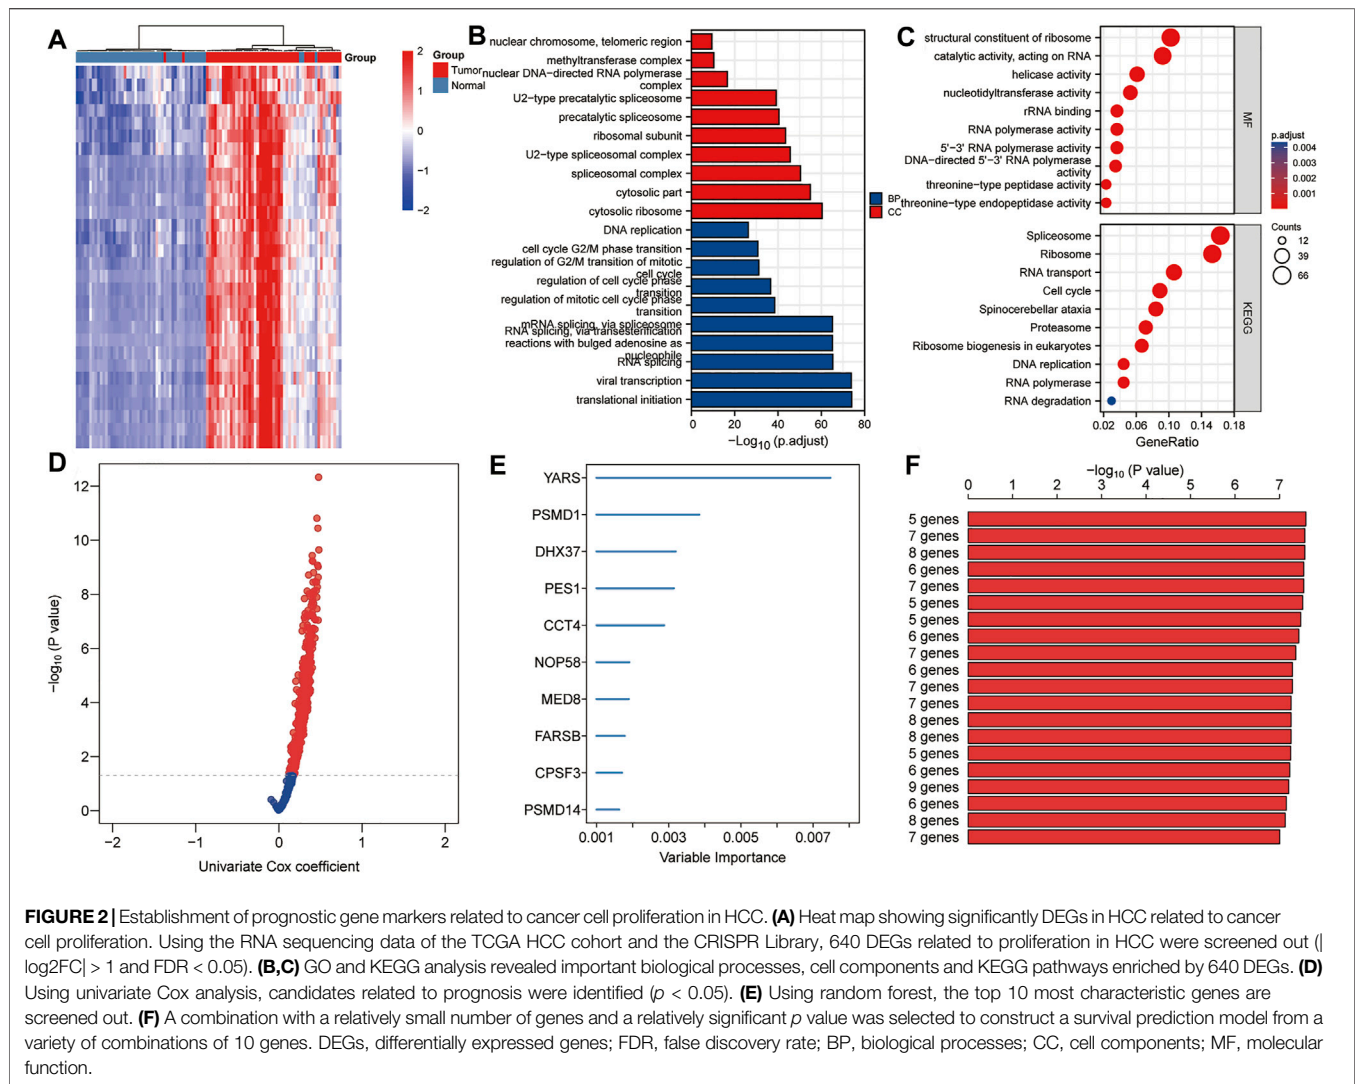 A
Group
2
1
0
−1
−2
Group
Tumor
Normal
B
nuclear chromosome, telomeric region
methyltransferase complex
nuclear DNA−directed RNA polymerase
complex
U2−type precatalytic spliceosome
precatalytic spliceosome
ribosomal subunit
U2−type spliceosomal complex
spliceosomal complex
cytosolic part
cytosolic ribosome
DNA replication
cell cycle G2/M phase transition
regulation of G2/M transition of mitotic
cell cycle
regulation of cell cycle phase
transition
regulation of mitotic cell cycle phase
transition
mRNA splicing, via spliceosome
RNA splicing, via transesterification
reactions with bulged adenosine as
nucleophile
RNA splicing
viral transcription
translational initiation
0 20 40 60 80
−Log10 (p.adjust)
BP
CC
C
structural constituent of ribosome
catalytic activity, acting on RNA
helicase activity
nucleotidyltransferase activity
rRNA binding
RNA polymerase activity
5'−3' RNA polymerase activity
DNA−directed 5'−3' RNA polymerase
activity
threonine−type peptidase activity
threonine−type endopeptidase activity
MF
Spliceosome
Ribosome
RNA transport
Cell cycle
Spinocerebellar ataxia
Proteasome
Ribosome biogenesis in eukaryotes
DNA replication
RNA polymerase
RNA degradation
KEGG
0.02 0.06 0.10 0.14 0.18
GeneRatio
p.adjust
0.004
0.003
0.002
0.001
Counts
12
39
66
D
12
10
8
6
4
2
0
−log10 (P value)
−2 −1 0 1 2
Univariate Cox coefficient
E
YARS
PSMD1
DHX37
PES1
CCT4
NOP58
MED8
FARSB
CPSF3
PSMD14
0.001 0.003 0.005 0.007
Variable Importance
F
−log10 (P value)
0 1 2 3 4 5 6 7
5 genes
7 genes
8 genes
6 genes
7 genes
5 genes
5 genes
6 genes
7 genes
6 genes
7 genes
7 genes
8 genes
8 genes
5 genes
6 genes
9 genes
6 genes
8 genes
7 genes
FIGURE 2 | Establishment of prognostic gene markers related to cancer cell proliferation in HCC. (A) Heat map showing significantly DEGs in HCC related to cancer
cell proliferation. Using the RNA sequencing data of the TCGA HCC cohort and the CRISPR Library, 640 DEGs related to proliferation in HCC were screened out (|
log2FC| > 1 and FDR < 0.05). (B,C) GO and KEGG analysis revealed important biological processes, cell components and KEGG pathways enriched by 640 DEGs. (D)
Using univariate Cox analysis, candidates related to prognosis were identified (p < 0.05). (E) Using random forest, the top 10 most characteristic genes are
screened out. (F) A combination with a relatively small number of genes and a relatively significant p value was selected to construct a survival prediction model from a
variety of combinations of 10 genes. DEGs, differentially expressed genes; FDR, false discovery rate; BP, biological processes; CC, cell components; MF, molecular
function.